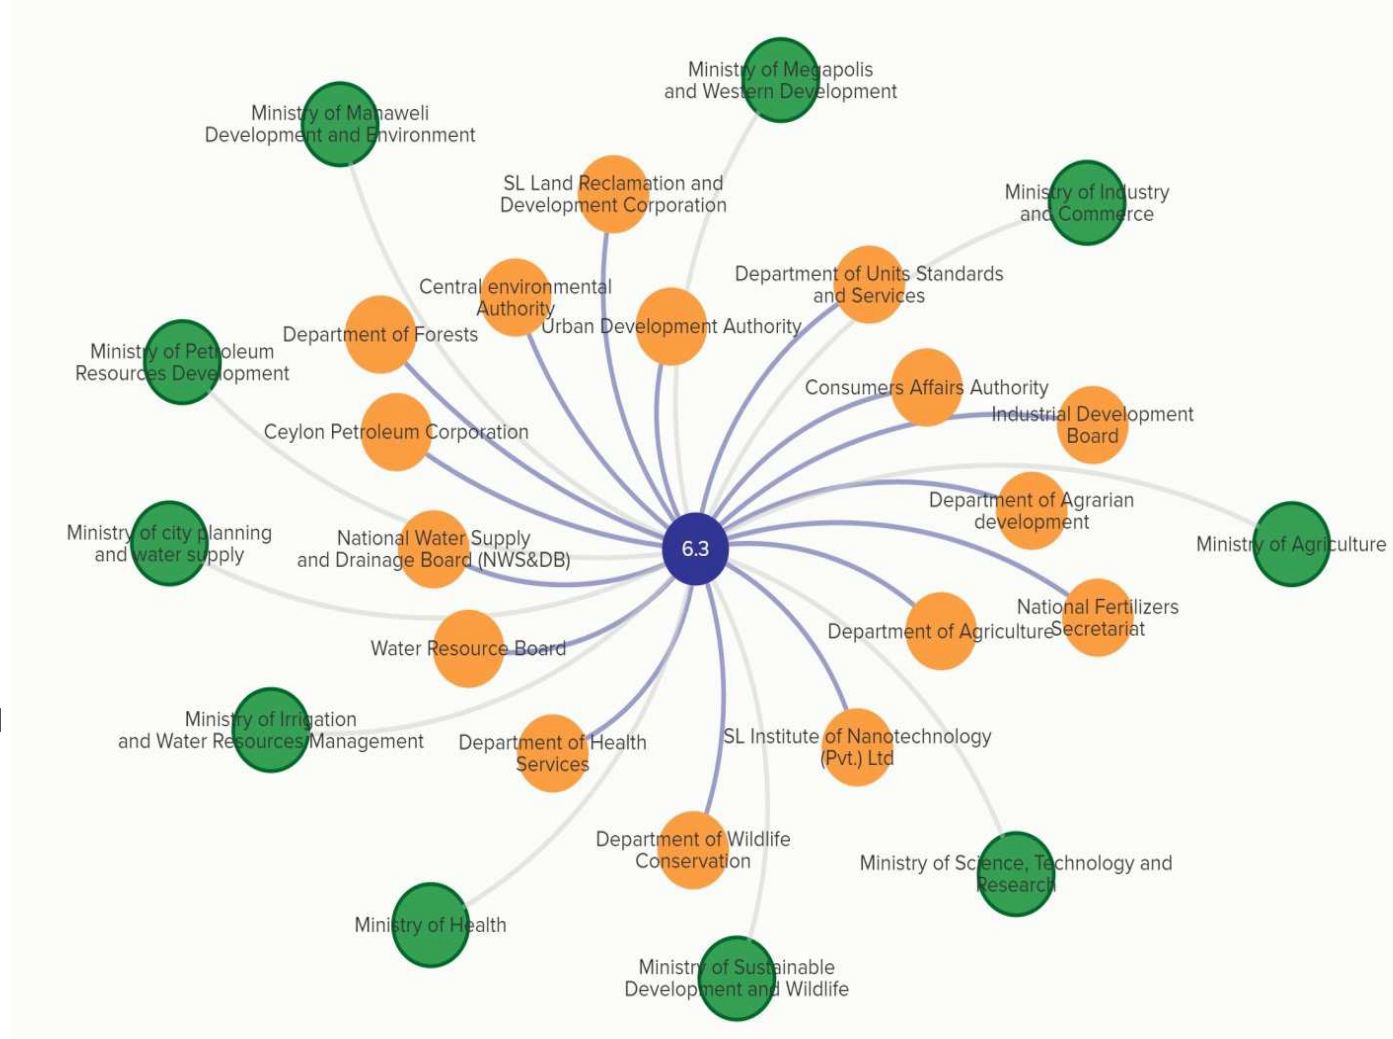 Ministry of Megapolis
and Western Development
Ministry of Mahaweli
Development and Environment
SL Land Reclamation and
Development Corporation
Ministry of Industry
and Commerce
Department of Units Standards
and Services
Central environmental
Authority
Urban Development Authority
Department of Forests
Ministry of Petroleum
Resources Development
Consumers Affairs Authority
Industrial Development
Board
Ceylon Petroleum Corporation
Department of Agrarian
development
Ministry of city planning
and water supply
National Water Supply
and Drainage Board (NWS&DB)
6.3
Ministry of Agriculture
National Fertilizers
Secretariat
Department of Agriculture
Water Resource Board
Ministry of Irrigation
and Water Resources Management
Department of Health
Services
SL Institute of Nanotechnology
(Pvt.) Ltd
Department of Wildlife
Conservation
Ministry of Science, Technology and
Research
Ministry of Health
Ministry of Sustainable
Development and Wildlife